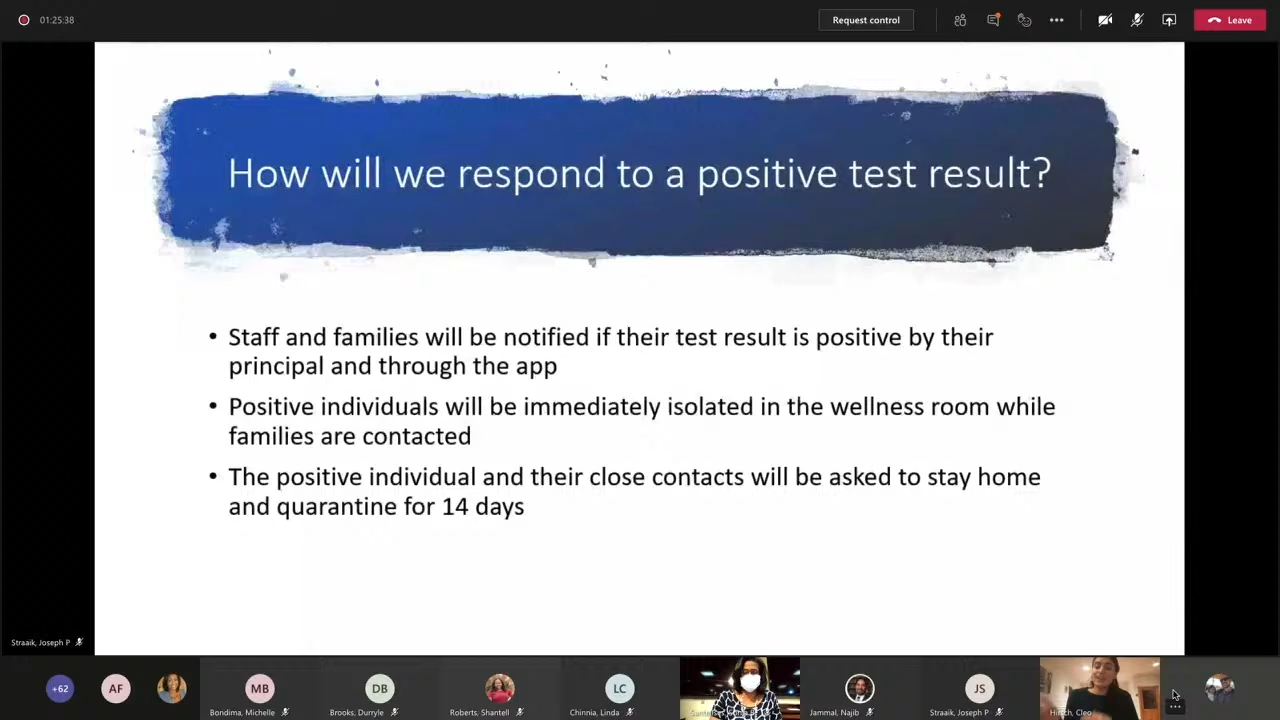 01:25:38
Request control
Leave
How will we respond to a positive test result?
• Staff and families will be notified if their test result is positive by their
principal and through the app
• Positive individuals will be immediately isolated in the wellness room while
families are contacted
• The positive individual and their close contacts will be asked to stay home
and quarantine for 14 days
Straaik, Joseph P
+62
AF
MB
DB
LC
JS
Bondima, Michelle
Brooks, Durryle
Roberts, Shantell
Chinnia, Linda
Jammal, Najib
Straaik, Joseph P
Hirsch, Cleo